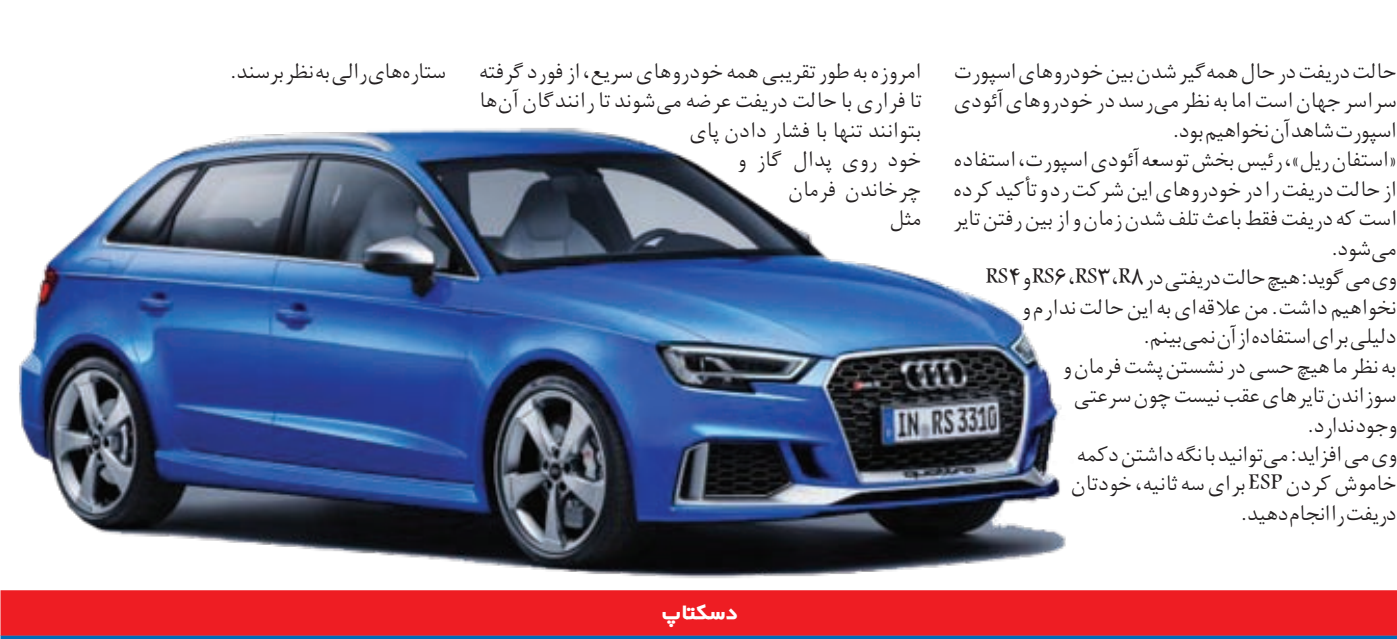 حالت دریفت در حال همه‌گیر شدن بین خودروهای اسپورت
سراسر جهان است اما به نظر می‌رسد در خودروهای آئودی
اسپورت شاهد آن نخواهیم بود.
«استفان ریل»، رئیس بخش توسعه آئودی اسپورت، استفاده
از حالت دریفت را در خودروهای این شرکت رد و تأکید کرده
است که دریفت فقط باعث تلف شدن زمان و از بین رفتن تایر
می‌شود.
وی می گوید: هیچ حالت دریفتی در R۸، RS۳، RS۶ و RS۴
نخواهیم داشت. من علاقه‌ای به این حالت ندارم و
دلیلی برای استفاده از آن نمی‌بینم.
به نظر ما هیچ حسی در نشستن پشت فرمان و
سوزاندن تایرهای عقب نیست چون سرعتی
وجود ندارد.
وی می افزاید: می‌توانید با نگه داشتن دکمه
خاموش کردن ESP برای سه ثانیه، خودتان
دریفت را انجام دهید.
امروزه به طور تقریبی همه خودروهای سریع، از فورد گرفته
تا فراری با حالت دریفت عرضه می‌شوند تا رانندگان آن‌ها
بتوانند تنها با فشار دادن پای
خود روی پدال گاز و
چرخاندن فرمان
مثل
ستاره‌های رالی به نظر برسند.
IN RS 3310
quattro
دسکتاپ